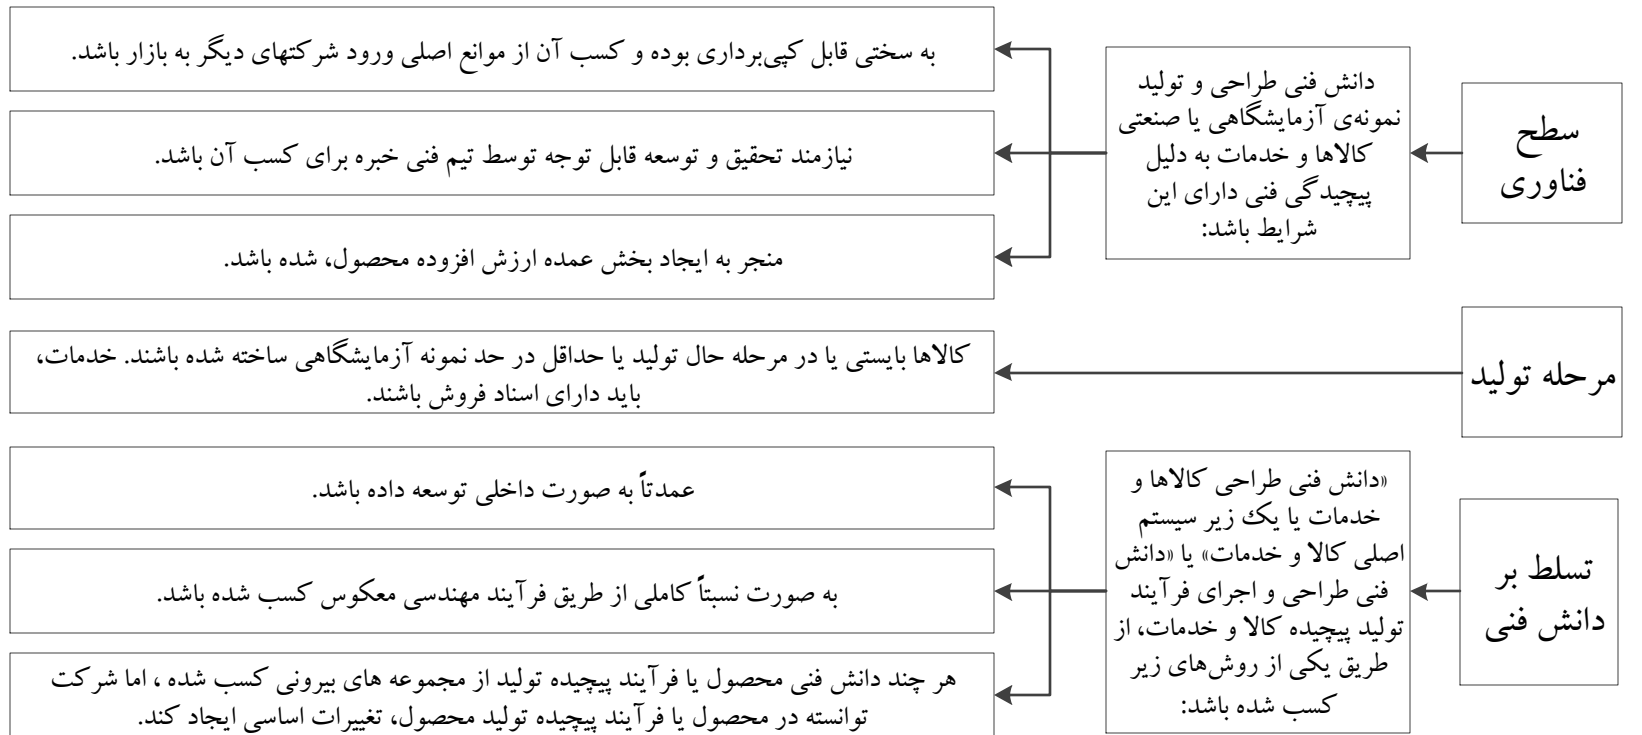 سطح
فناوری
دانش فنی طراحی و تولید
نمونه‌ی آزمایشگاهی یا صنعتی
کالاها و خدمات به دلیل
پیچیدگی فنی دارای این
شرایط باشد:
به سختی قابل کپی‌برداری بوده و کسب آن از موانع اصلی ورود شرکتهای دیگر به بازار باشد.
نیازمند تحقیق و توسعه قابل توجه توسط تیم فنی خبره برای کسب آن باشد.
منجر به ایجاد بخش عمده ارزش افزوده محصول، شده باشد.
مرحله تولید
کالاها بایستی یا در مرحله حال تولید یا حداقل در حد نمونه آزمایشگاهی ساخته شده باشند. خدمات،
باید دارای اسناد فروش باشند.
تسلط بر
دانش فنی
«دانش فنی طراحی کالاها و
خدمات یا یک زیر سیستم
اصلی کالا و خدمات» یا «دانش
فنی طراحی و اجرای فرآیند
تولید پیچیده کالا و خدمات، از
طریق یکی از روش‌های زیر
کسب شده باشد:
عمدتاً به صورت داخلی توسعه داده باشد.
به صورت نسبتاً کاملی از طریق فرآیند مهندسی معکوس کسب شده باشد.
هر چند دانش فنی محصول یا فرآیند پیچیده تولید از مجموعه های بیرونی کسب شده ، اما شرکت
توانسته در محصول یا فرآیند پیچیده تولید محصول، تغییرات اساسی ایجاد کند.